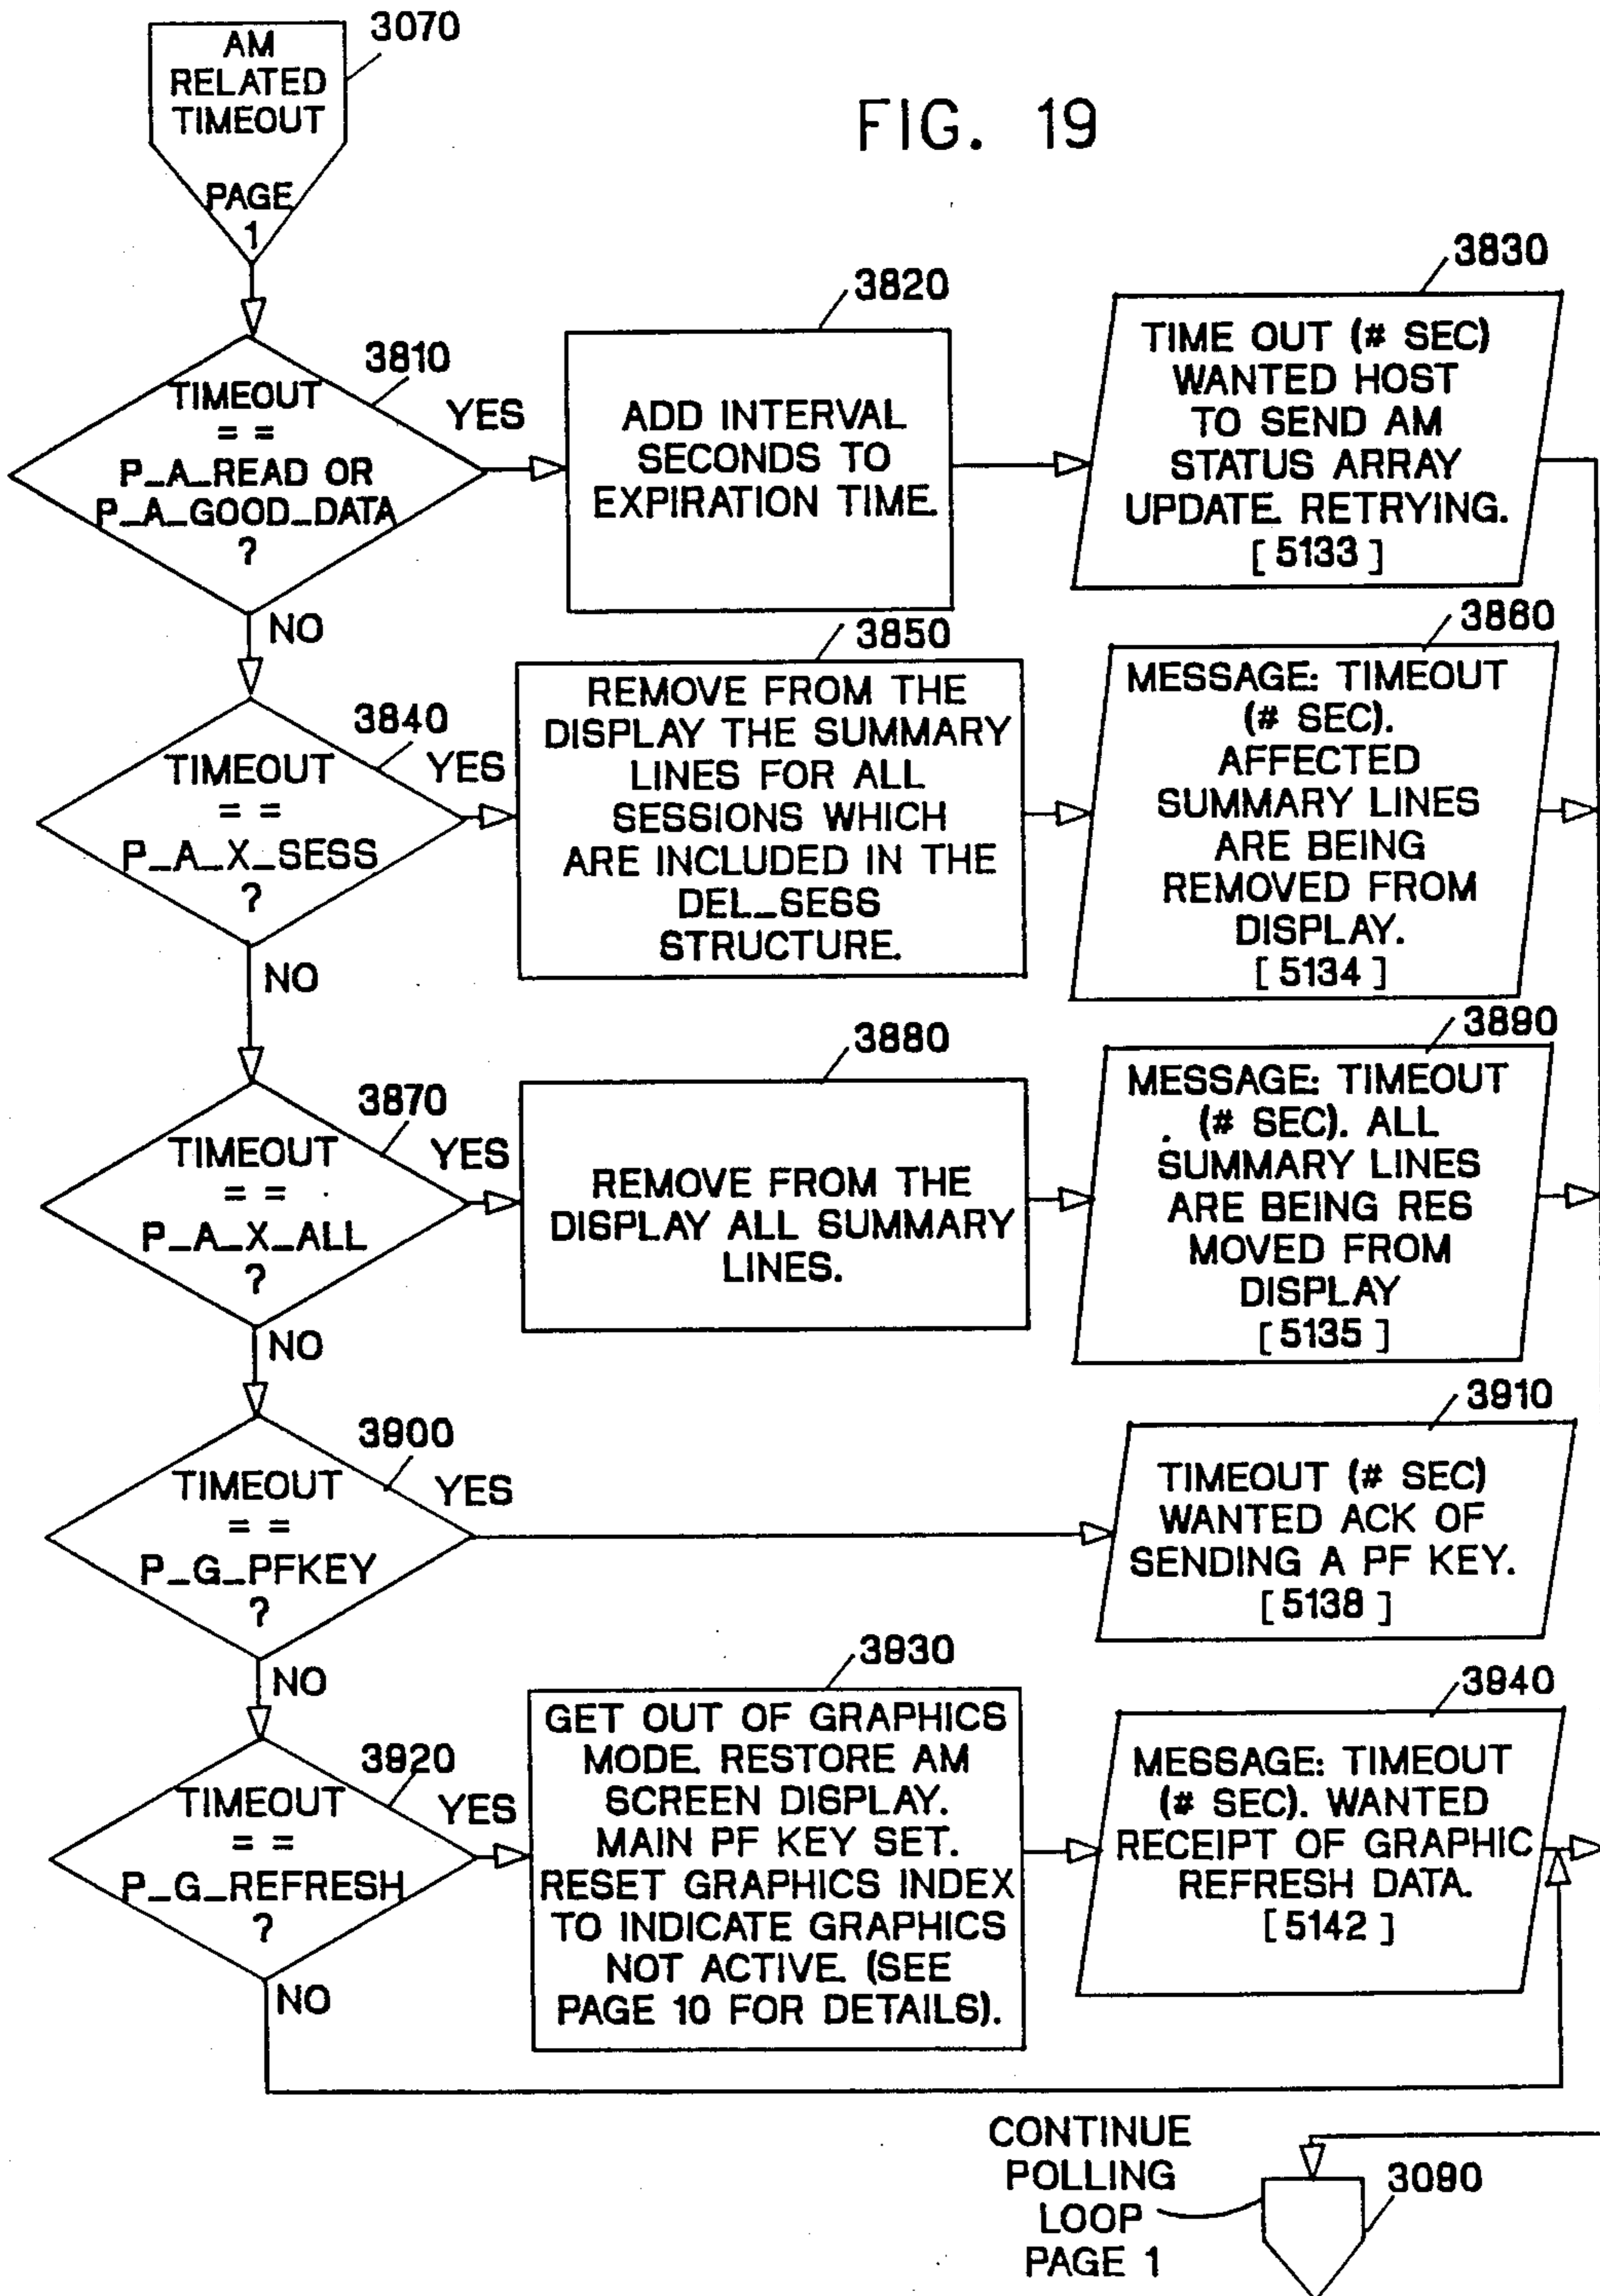 FIG. 19
AM
RELATED
TIMEOUT
PAGE
1
3070
TIMEOUT
= =
P_A_READ OR
P_A_GOOD_DATA
?
3810
YES
NO
ADD INTERVAL
SECONDS TO
EXPIRATION TIME.
3820
TIME OUT (# SEC)
WANTED HOST
TO SEND AM
STATUS ARRAY
UPDATE. RETRYING.
[ 5133 ]
3830
TIMEOUT
= =
P_A_X_SESS
?
3840
YES
NO
REMOVE FROM THE
DISPLAY THE SUMMARY
LINES FOR ALL
SESSIONS WHICH
ARE INCLUDED IN THE
DEL_SESS
STRUCTURE.
3850
MESSAGE: TIMEOUT
(# SEC).
AFFECTED
SUMMARY LINES
ARE BEING
REMOVED FROM
DISPLAY.
[ 5134 ]
3860
TIMEOUT
= =
P_A_X_ALL
?
3870
YES
NO
REMOVE FROM THE
DISPLAY ALL SUMMARY
LINES.
3880
MESSAGE: TIMEOUT
(# SEC). ALL
SUMMARY LINES
ARE BEING RES
MOVED FROM
DISPLAY
[ 5135 ]
3890
TIMEOUT
= =
P_G_PFKEY
?
3900
YES
NO
TIMEOUT (# SEC)
WANTED ACK OF
SENDING A PF KEY.
[ 5138 ]
3910
TIMEOUT
= =
P_G_REFRESH
?
3920
YES
NO
GET OUT OF GRAPHICS
MODE. RESTORE AM
SCREEN DISPLAY.
MAIN PF KEY SET.
RESET GRAPHICS INDEX
TO INDICATE GRAPHICS
NOT ACTIVE. (SEE
PAGE 10 FOR DETAILS).
3930
MESSAGE: TIMEOUT
(# SEC). WANTED
RECEIPT OF GRAPHIC
REFRESH DATA.
[ 5142 ]
3940
CONTINUE
POLLING
LOOP
PAGE 1
3090